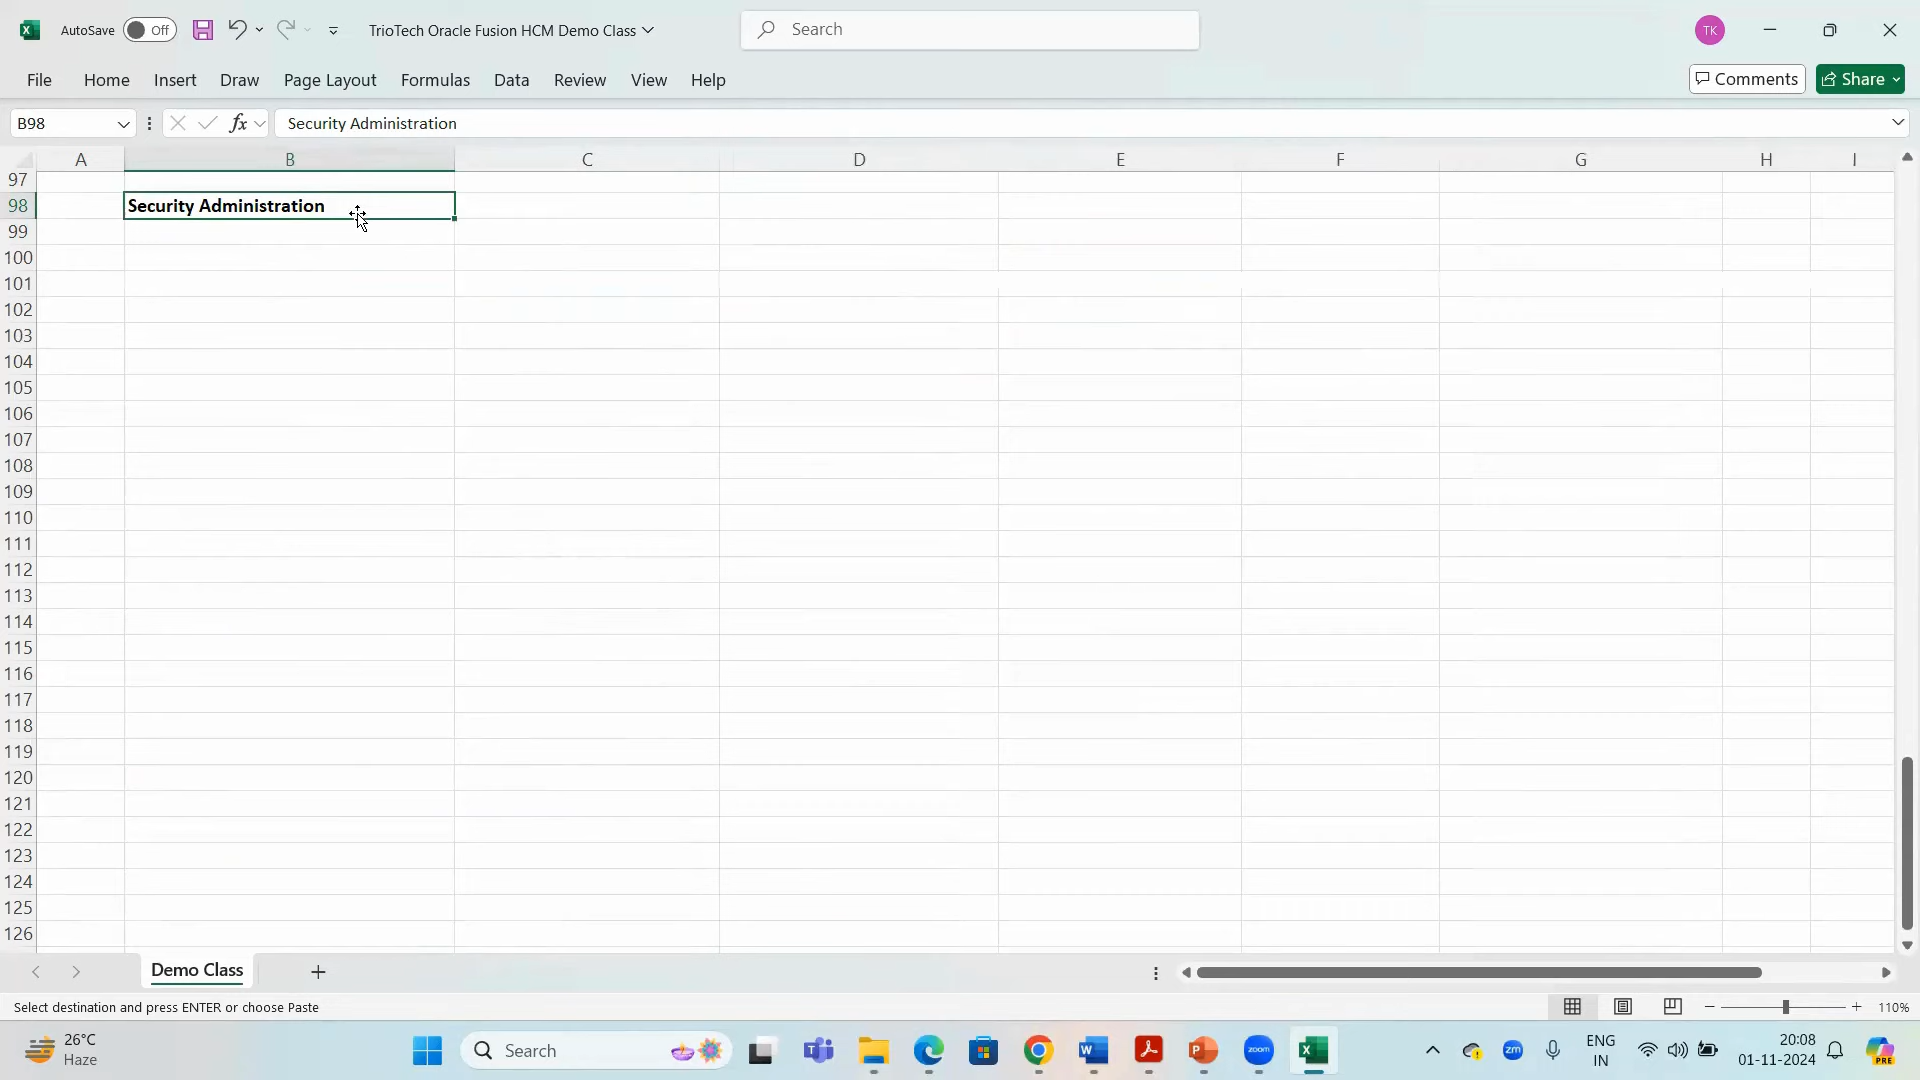 AutoSave Off TrioTech Oracle Fusion HCM Demo Class Search TK
File Home Insert Draw Page Layout Formulas Data Review View Help Comments Share
B98 fx Security Administration
A B C D E F G H I
97
98 Security Administration
99
100
101
102
103
104
105
106
107
108
109
110
111
112
113
114
115
116
117
118
119
120
121
122
123
124
125
126
Demo Class
Select destination and press ENTER or choose Paste 110%
26°C
Haze
Search
zoom
zm
ENG
IN
20:08
01-11-2024
PRE